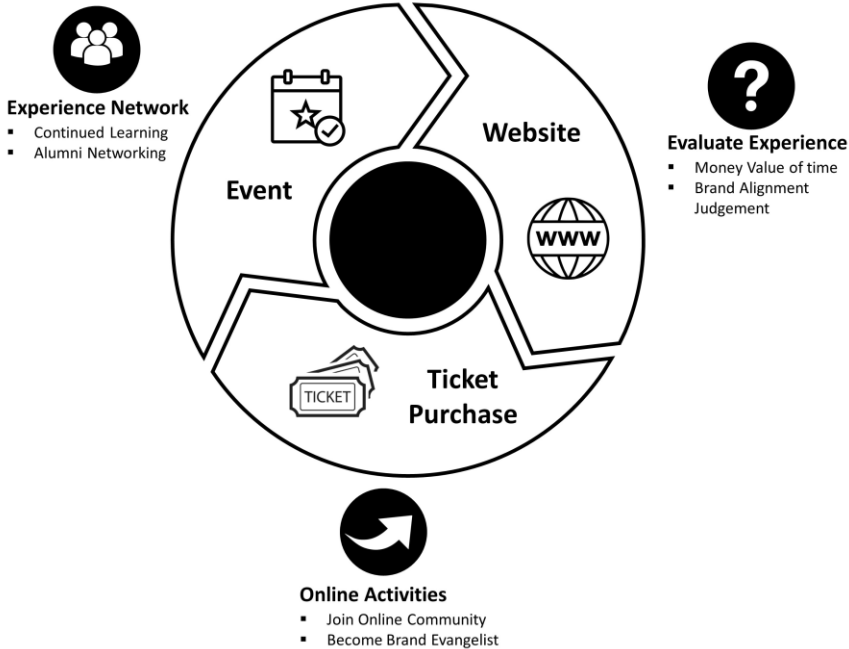 Experience Network
▪ Continued Learning
▪ Alumni Networking
Event
Website
WWW
Evaluate Experience
▪ Money Value of time
▪ Brand Alignment
Judgement
TICKET
Ticket
Purchase
Online Activities
▪ Join Online Community
▪ Become Brand Evangelist